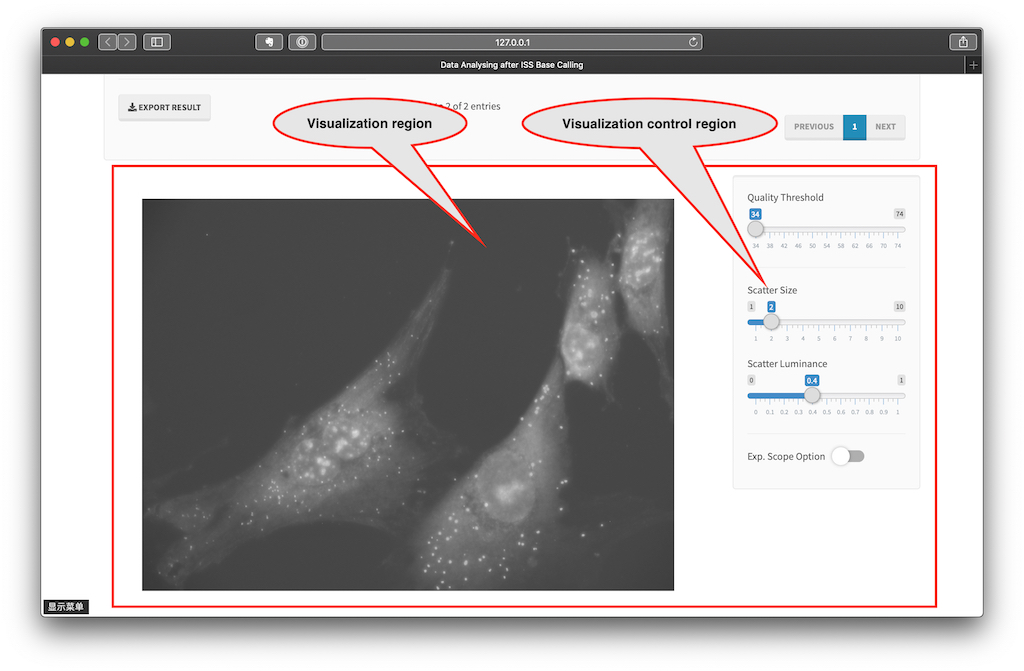 127.0.0.1
Data Analysing after ISS Base Calling
EXPORT RESULT
2 of 2 entries
Visualization region
Visualization control region
PREVIOUS 1 NEXT
Quality Threshold
34 74
34 38 42 46 50 54 58 62 66 70 74
Scatter Size
1 2 10
1 2 3 4 5 6 7 8 9 10
Scatter Luminance
0 0.4 1
0 0.1 0.2 0.3 0.4 0.5 0.6 0.7 0.8 0.9 1
Exp. Scope Option
显示菜单